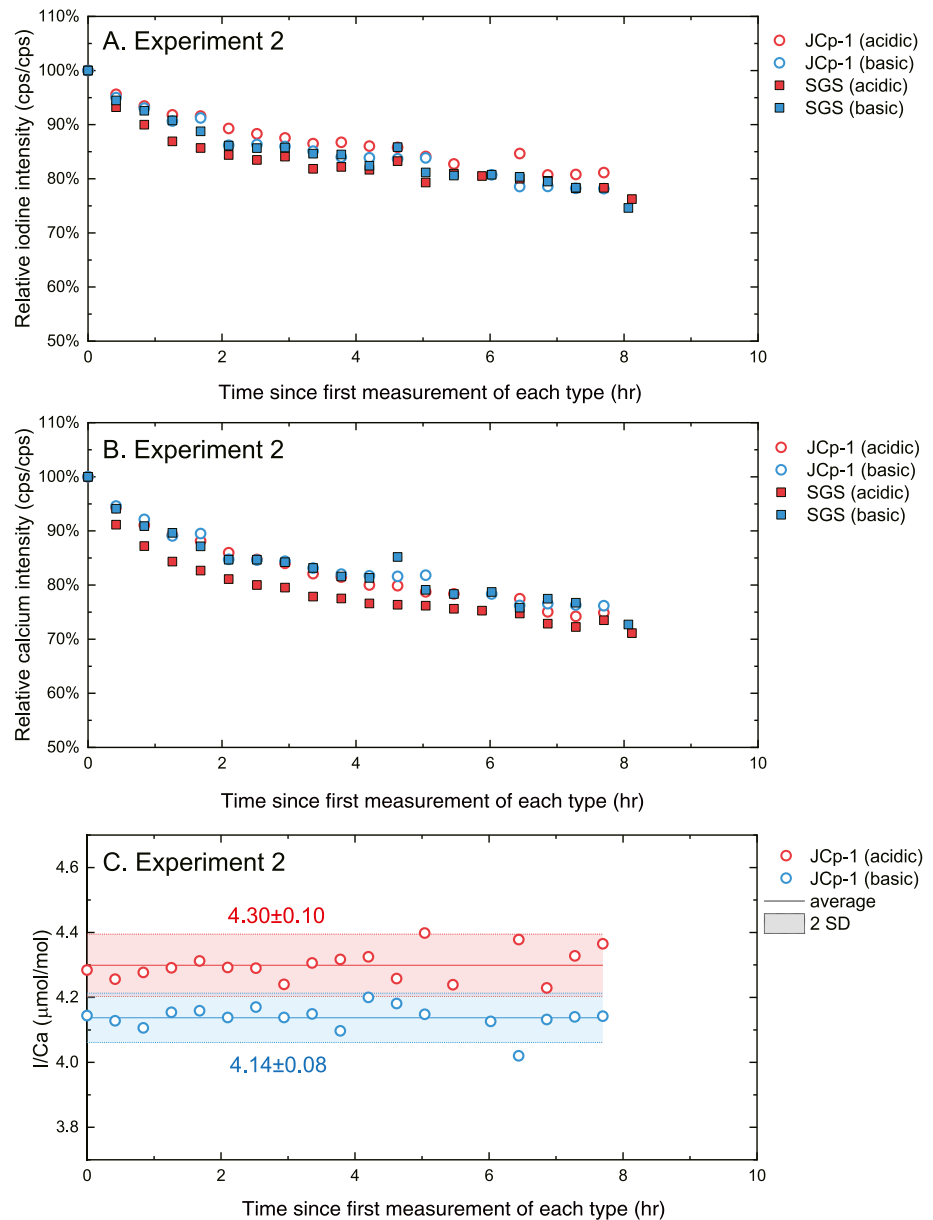 A. Experiment 2
Relative iodine intensity (cps/cps)
110%
100%
90%
80%
70%
60%
50%
0 2 4 6 8 10
Time since first measurement of each type (hr)
JCp-1 (acidic)
JCp-1 (basic)
SGS (acidic)
SGS (basic)
B. Experiment 2
Relative calcium intensity (cps/cps)
110%
100%
90%
80%
70%
60%
50%
0 2 4 6 8 10
Time since first measurement of each type (hr)
JCp-1 (acidic)
JCp-1 (basic)
SGS (acidic)
SGS (basic)
C. Experiment 2
I/Ca (μmol/mol)
4.6
4.4
4.2
4.0
3.8
4.30±0.10
4.14±0.08
0 2 4 6 8 10
Time since first measurement of each type (hr)
JCp-1 (acidic)
JCp-1 (basic)
average
2 SD